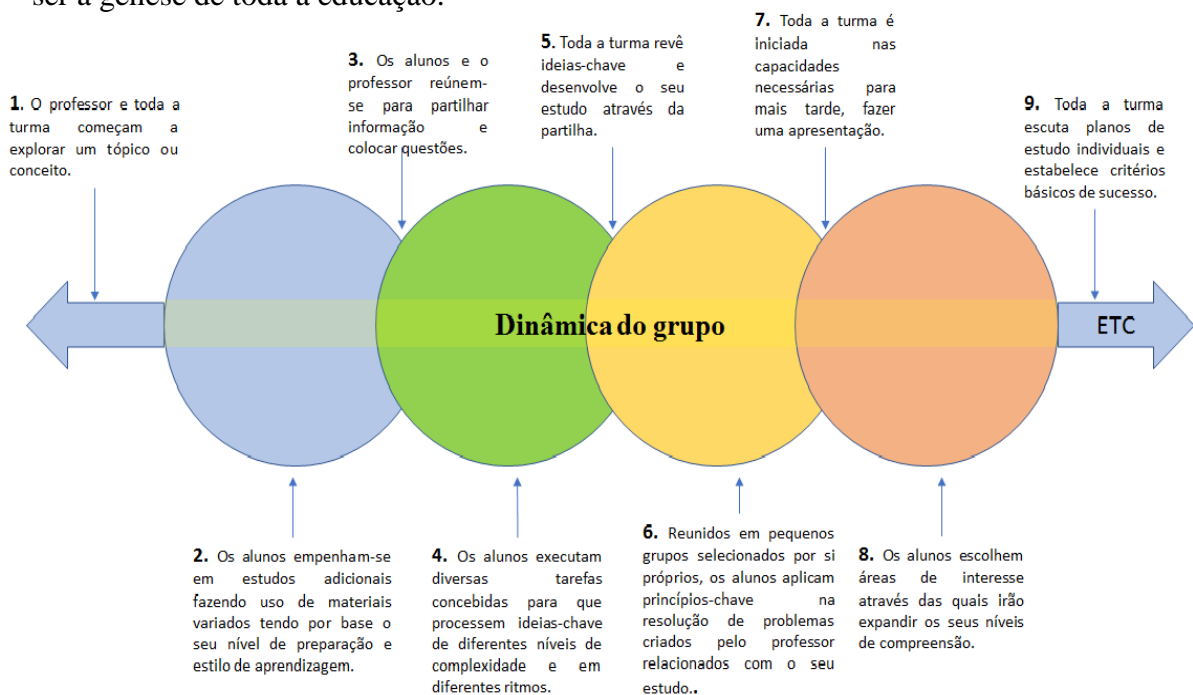 ser a génese de toda a educação.
1. O professor e toda a
turma começam a
explorar um tópico ou
conceito.
3. Os alunos e o
professor reúnem-
se para partilhar
informação e
colocar questões.
5. Toda a turma revê
ideias-chave e
desenvolve o seu
estudo através da
partilha.
7. Toda a turma é
iniciada nas
capacidades
necessárias para
mais tarde, fazer
uma apresentação.
9. Toda a turma
escuta planos de
estudo individuais e
estabelece critérios
básicos de sucesso.
Dinâmica do grupo
ETC
2. Os alunos empenham-se
em estudos adicionais
fazendo uso de materiais
variados tendo por base o
seu nível de preparação e
estilo de aprendizagem.
4. Os alunos executam
diversas tarefas
concebidas para que
processem ideias-chave
de diferentes níveis de
complexidade e em
diferentes ritmos.
6. Reunidos em pequenos
grupos selecionados por si
próprios, os alunos aplicam
princípios-chave na
resolução de problemas
criados pelo professor
relacionados com o seu
estudo..
8. Os alunos escolhem
áreas de interesse
através das quais irão
expandir os seus níveis
de compreensão.